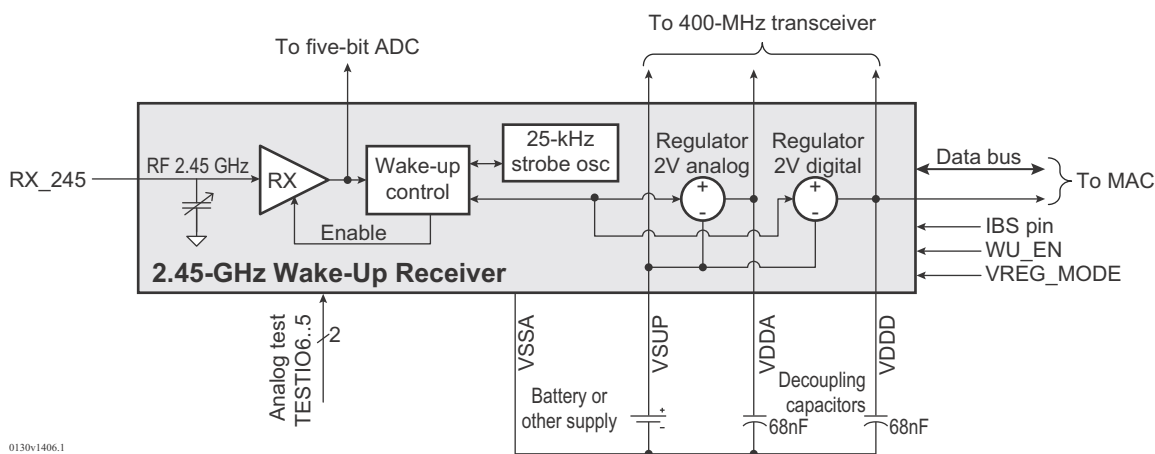 To 400-MHz transceiver
To five-bit ADC
RX_245
RF 2.45 GHz
RX
Wake-up
control
25-kHz
strobe osc
Regulator
2V analog
Regulator
2V digital
+
-
+
-
Data bus
To MAC
Enable
IBS pin
WU_EN
VREG_MODE
2.45-GHz Wake-Up Receiver
Analog test
TESTIO6..5
2
VSSA
VSUP
VDDA
VDDD
Battery or
other supply
+
-
Decoupling
capacitors
68nF
68nF
0130v1406.1